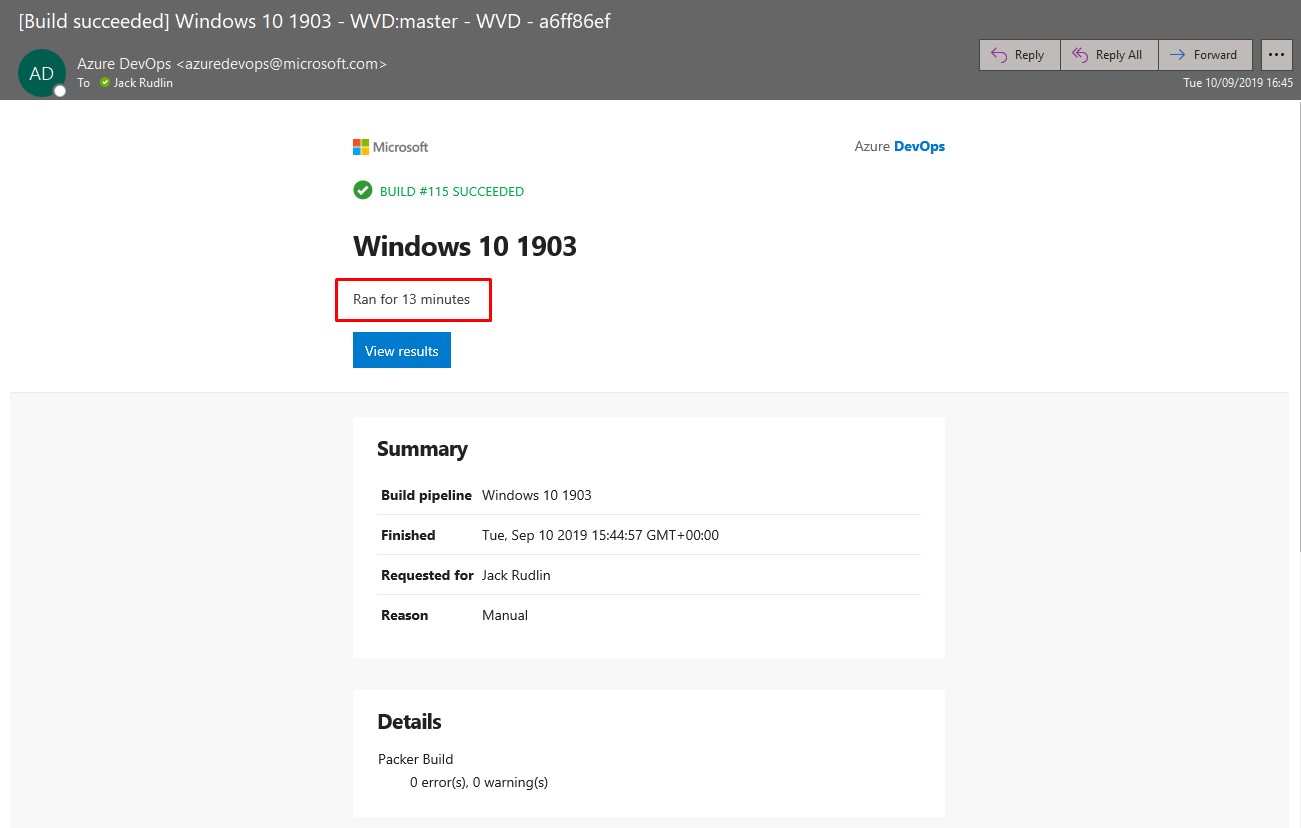 [Build succeeded] Windows 10 1903 - WVD:master - WVD - a6ff86ef
AD
Azure DevOps <azuredevops@microsoft.com>
To Jack Rudlin
Reply
Reply All
Forward
Tue 10/09/2019 16:45
Microsoft
Azure DevOps
BUILD #115 SUCCEEDED
Windows 10 1903
Ran for 13 minutes
View results
Summary
Build pipeline Windows 10 1903
Finished Tue, Sep 10 2019 15:44:57 GMT+00:00
Requested for Jack Rudlin
Reason Manual
Details
Packer Build
0 error(s), 0 warning(s)